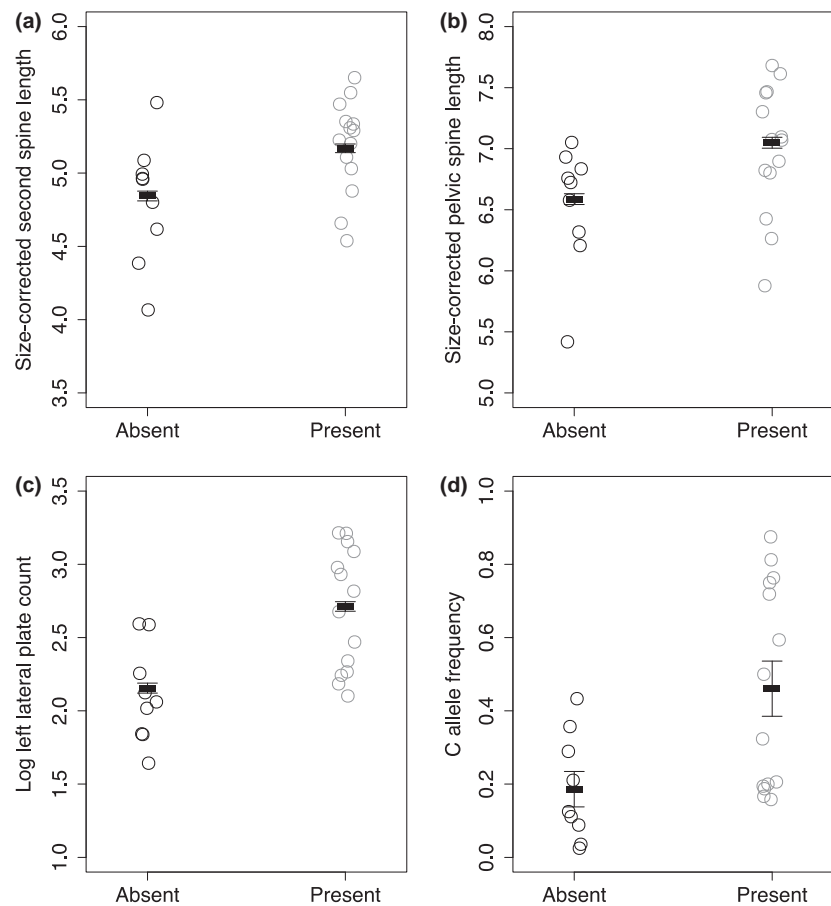 (a)
Size-corrected second spine length
3.5 4.0 4.5 5.0 5.5 6.0
Absent Present
(b)
Size-corrected pelvic spine length
5.0 5.5 6.0 6.5 7.0 7.5 8.0
Absent Present
(c)
Log left lateral plate count
1.0 1.5 2.0 2.5 3.0 3.5
Absent Present
(d)
C allele frequency
0.0 0.2 0.4 0.6 0.8 1.0
Absent Present